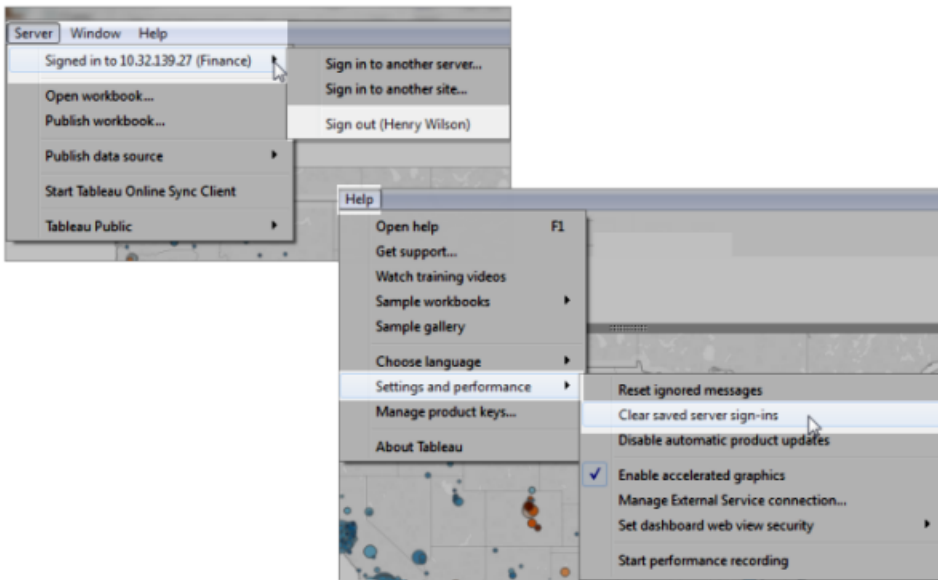 Server Window Help
Signed in to 10.32.139.27 (Finance)
Open workbook...
Publish workbook...
Publish data source
Start Tableau Online Sync Client
Tableau Public
Sign in to another server...
Sign in to another site...
Sign out (Henry Wilson)
Help
Open help F1
Get support...
Watch training videos
Sample workbooks
Sample gallery
Choose language
Settings and performance
Manage product keys...
About Tableau
Reset ignored messages
Clear saved server sign-ins
Disable automatic product updates
Enable accelerated graphics
Manage External Service connection...
Set dashboard web view security
Start performance recording